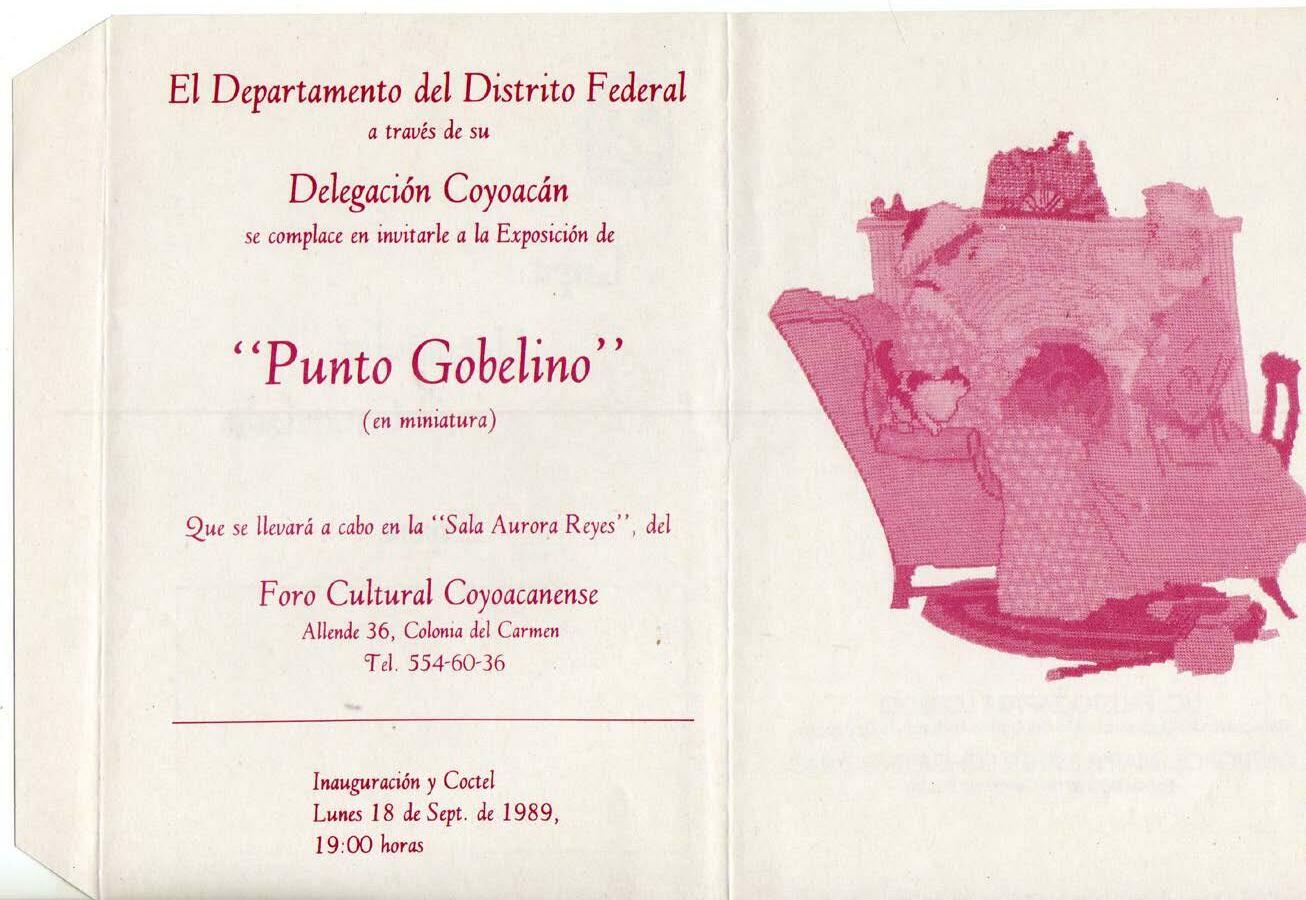 El Departamento del Distrito Federal
a través de su
Delegación Coyoacán
se complace en invitarle a la Exposición de
“Punto Gobelino”
(en miniatura)
Que se llevará a cabo en la “Sala Aurora Reyes”, del
Foro Cultural Coyoacanense
Allende 36, Colonia del Carmen
Tel. 554-60-36
Inauguración y Coctel
Lunes 18 de Sept. de 1989,
19:00 horas